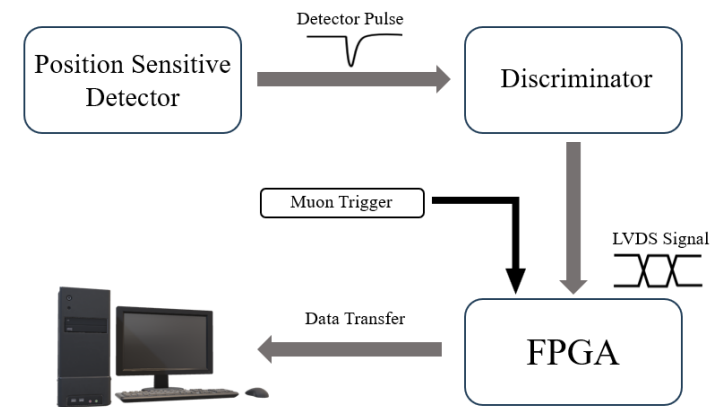 Detector Pulse
Position Sensitive
Detector
Discriminator
Muon Trigger
LVDS Signal
Data Transfer
FPGA